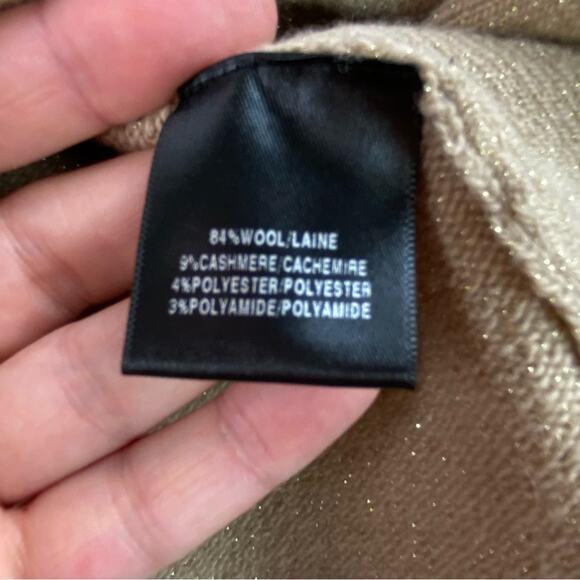 84%WOOL/LAINE
9%CASHMERE/CACHEMIRE
4%POLYESTER/POLYESTER
3%POLYAMIDE/POLYAMIDE